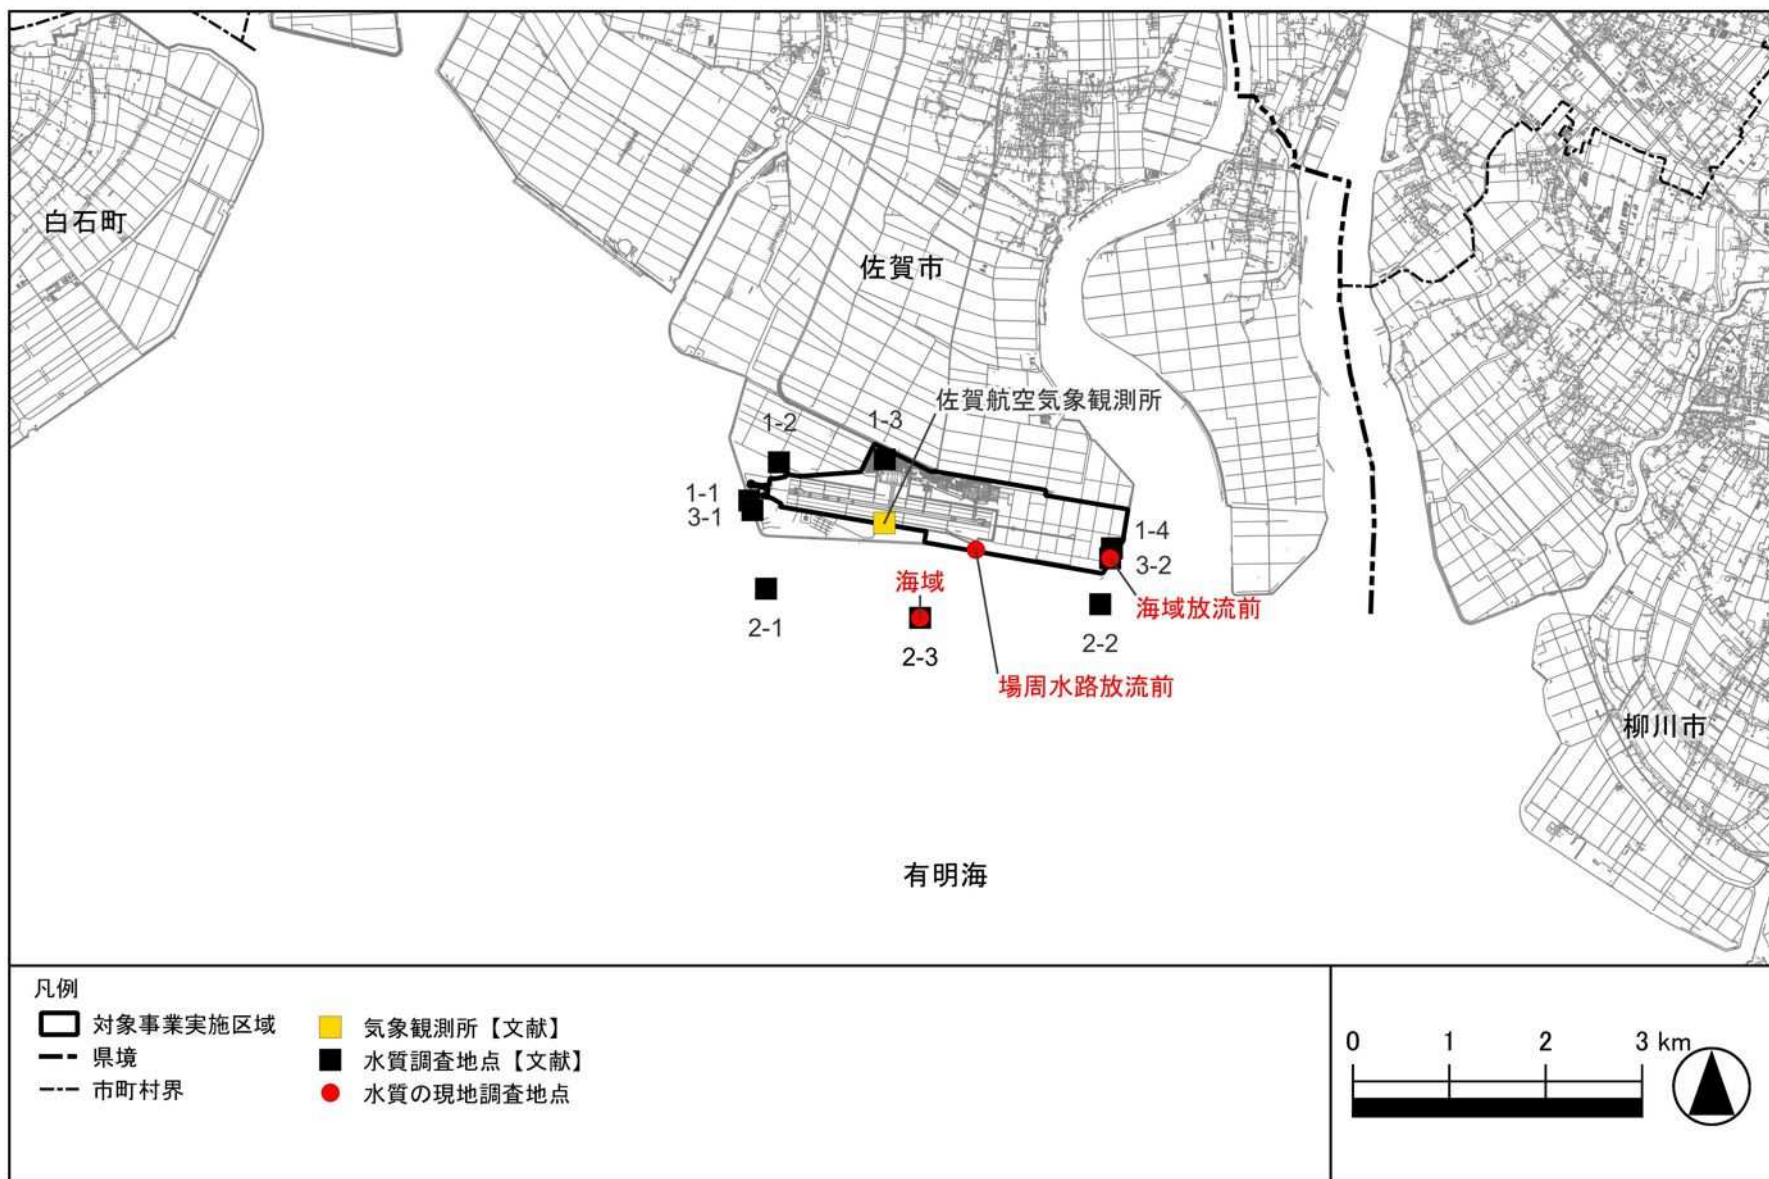 白石町
佐賀市
佐賀航空気象観測所
1-2
1-3
1-1
3-1
1-4
3-2
海域
海域放流前
2-1
2-3
2-2
場周水路放流前
柳川市
有明海
凡例
対象事業実施区域
県境
市町村界
気象観測所【文献】
水質調査地点【文献】
水質の現地調査地点
0 1 2 3 km